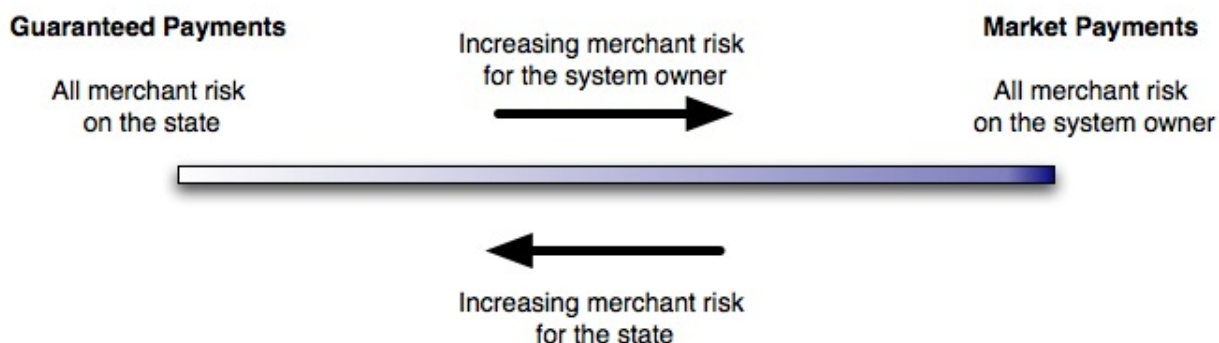 Guaranteed Payments
All merchant risk
on the state
Increasing merchant risk
for the system owner
Market Payments
All merchant risk
on the system owner
Increasing merchant risk
for the state